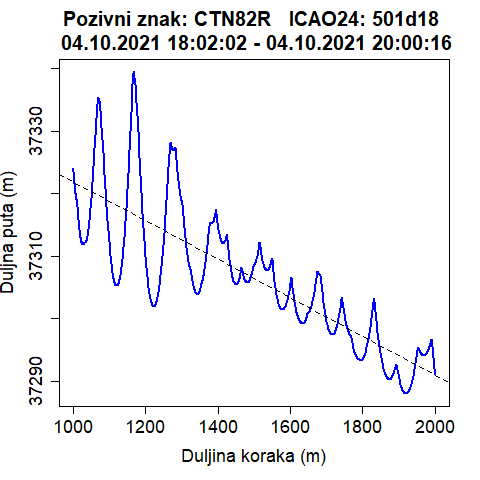 Pozivni znak: CTN82R ICAO24: 501d18
04.10.2021 18:02:02 - 04.10.2021 20:00:16
Duljna puta (m)
37330
37310
37290
1000 1200 1400 1600 1800 2000
Duljina koraka (m)